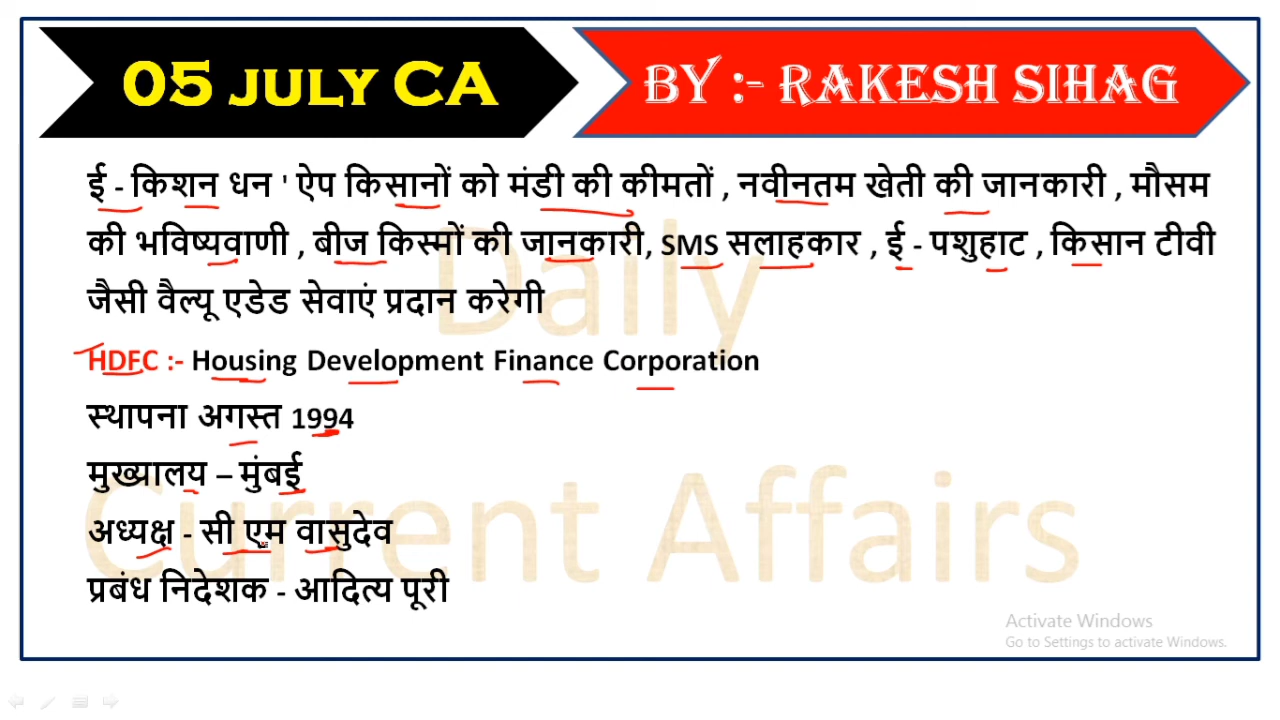 05 JULY CA
BY :- RAKESH SIHAG
ई - किशन धन ' ऐप किसानों को मंडी की कीमतों , नवीनतम खेती की जानकारी , मौसम
की भविष्यवाणी , बीज किस्मों की जानकारी, SMS सलाहकार , ई - पशुहाट , किसान टीवी
जैसी वैल्यू एडेड सेवाएं प्रदान करेगी
HDFC :- Housing Development Finance Corporation
स्थापना अगस्त 1994
मुख्यालय – मुंबई
अध्यक्ष - सी एम वासुदेव
प्रबंध निदेशक - आदित्य पूरी
Daily
Current Affairs
Activate Windows
Go to Settings to activate Windows.